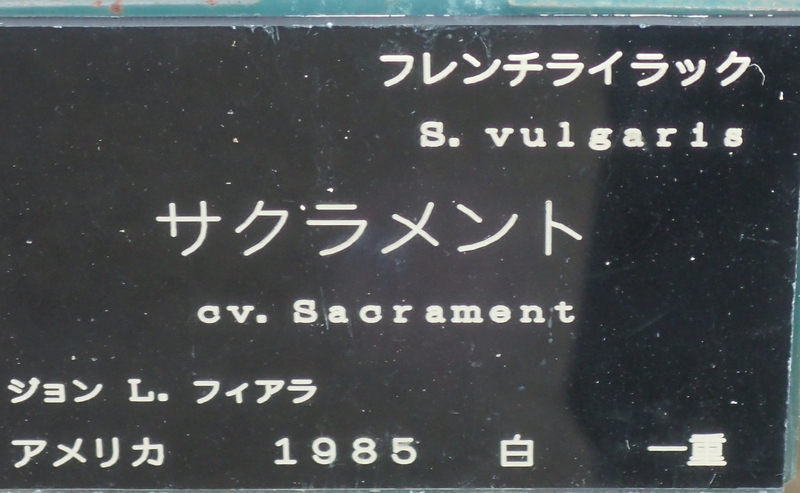 フレンチライラック
S. vulgaris
サクラメント
cv. Sacrament
ジョン L. フィアラ
アメリカ 1985 白 一重